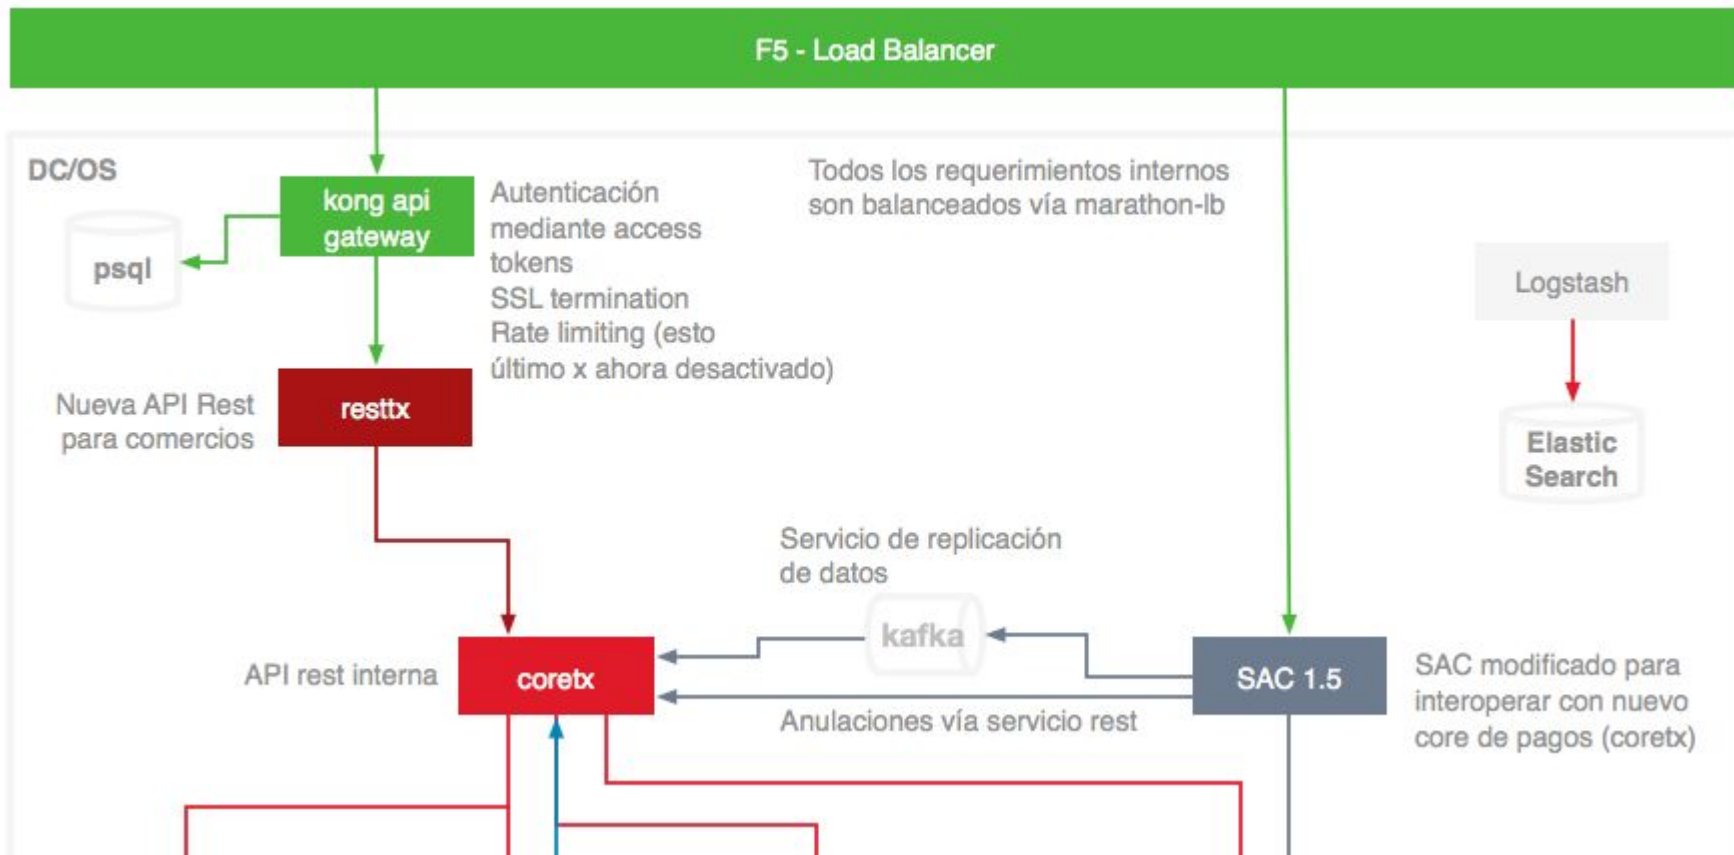 F5 - Load Balancer
DC/OS
kong api
gateway
psql
Autenticación
mediante access
tokens
SSL termination
Rate limiting (esto
último x ahora desactivado)
Todos los requerimientos internos
son balanceados vía marathon-lb
Logstash
Elastic
Search
Nueva API Rest
para comercios
resttx
Servicio de replicación
de datos
kafka
API rest interna
coretx
Anulaciones vía servicio rest
SAC 1.5
SAC modificado para
interoperar con nuevo
core de pagos (coretx)